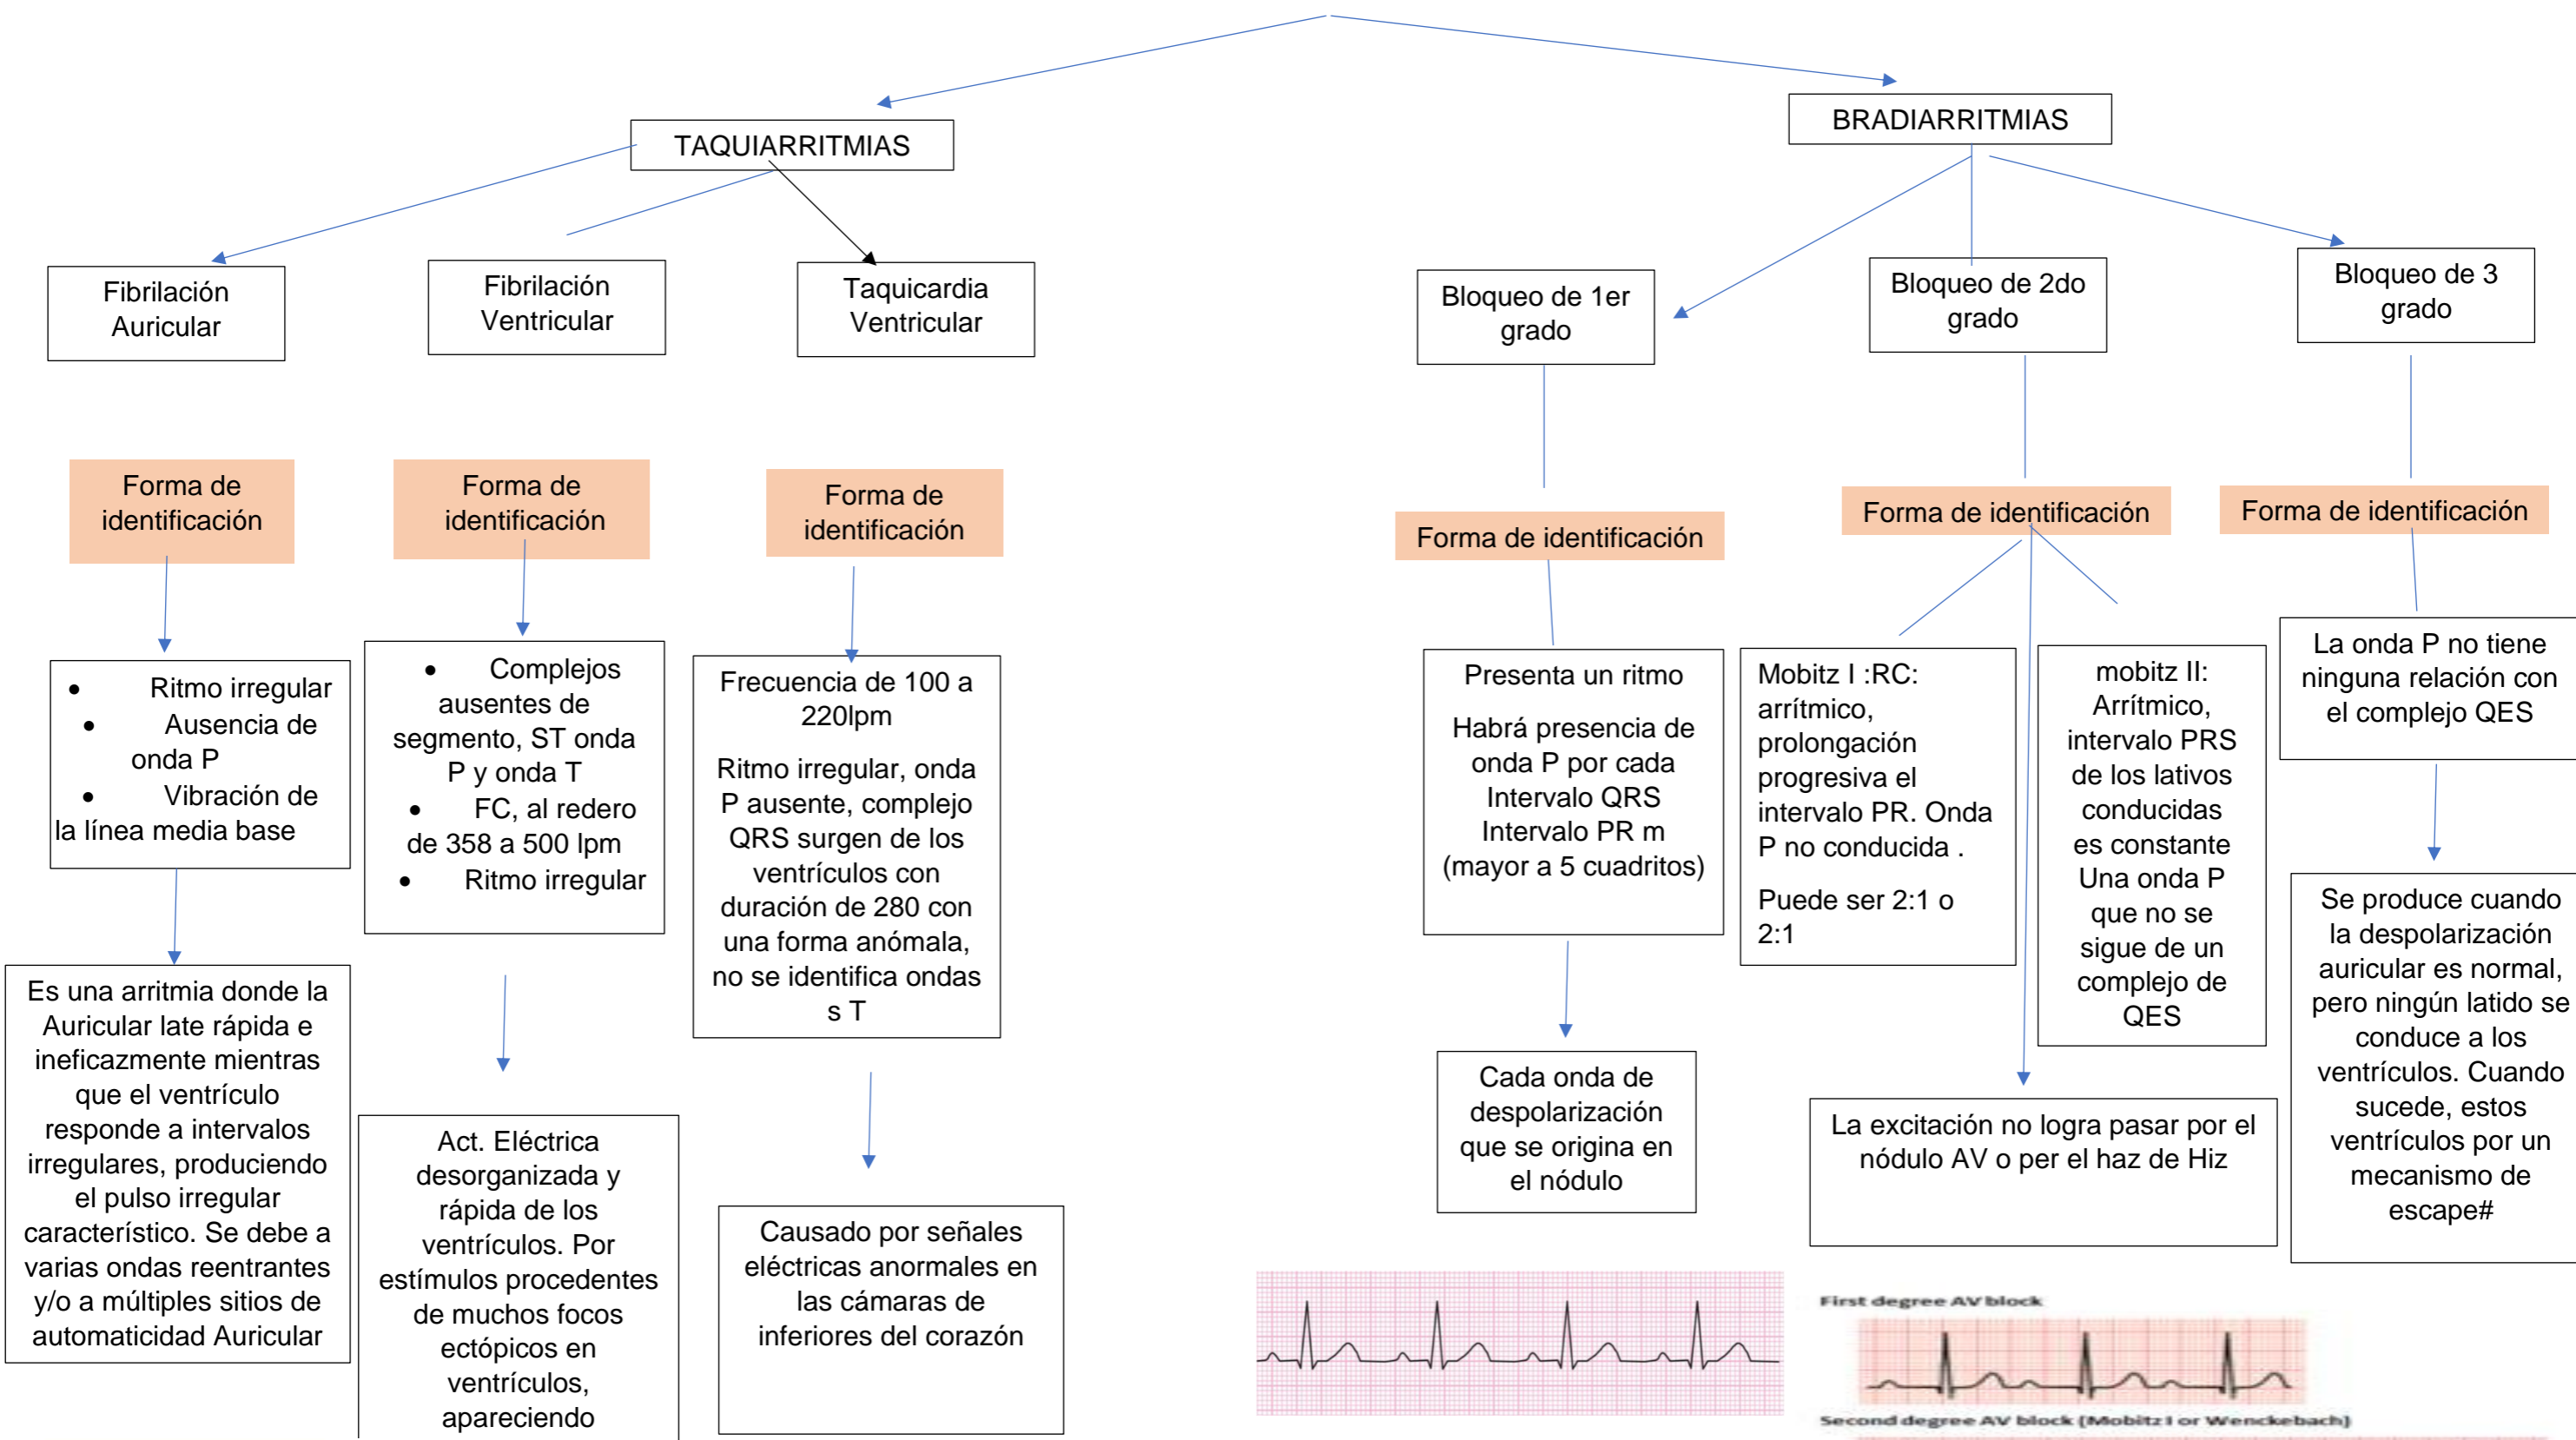 TAQUIARRITMIAS
BRADIARRITMIAS
Fibrilación
Auricular
Fibrilación
Ventricular
Taquicardia
Ventricular
Bloqueo de 1er
grado
Bloqueo de 2do
grado
Bloqueo de 3
grado
Forma de
identificación
Forma de
identificación
Forma de
identificación
Forma de identificación
Forma de identificación
Forma de identificación
• Ritmo irregular
• Ausencia de
onda P
• Vibración de
la línea media base
• Complejos
ausentes de
segmento, ST onda
P y onda T
• FC, al redero
de 358 a 500 lpm
• Ritmo irregular
Frecuencia de 100 a
220lpm
Ritmo irregular, onda
P ausente, complejo
QRS surgen de los
ventrículos con
duración de 280 con
una forma anómala,
no se identifica ondas
s T
Presenta un ritmo
Habrá presencia de
onda P por cada
Intervalo QRS
Intervalo PR m
(mayor a 5 cuadritos)
Mobitz I :RC:
arrítmico,
prolongación
progresiva el
intervalo PR. Onda
P no conducida .
Puede ser 2:1 o
2:1
mobitz II:
Arrítmico,
intervalo PRS
de los lativos
conducidas
es constante
Una onda P
que no se
sigue de un
complejo de
QES
La onda P no tiene
ninguna relación con
el complejo QES
Es una arritmia donde la
Auricular late rápida e
ineficazmente mientras
que el ventrículo
responde a intervalos
irregulares, produciendo
el pulso irregular
característico. Se debe a
varias ondas reentrantes
y/o a múltiples sitios de
automaticidad Auricular
Act. Eléctrica
desorganizada y
rápida de los
ventrículos. Por
estímulos procedentes
de muchos focos
ectópicos en
ventrículos,
apareciendo
Causado por señales
eléctricas anormales en
las cámaras de
inferiores del corazón
Cada onda de
despolarización
que se origina en
el nódulo
La excitación no logra pasar por el
nódulo AV o per el haz de Hiz
Se produce cuando
la despolarización
auricular es normal,
pero ningún latido se
conduce a los
ventrículos. Cuando
sucede, estos
ventrículos por un
mecanismo de
escape#
First degree AV block
Second degree AV block (Mobitz I or Wenckebach)